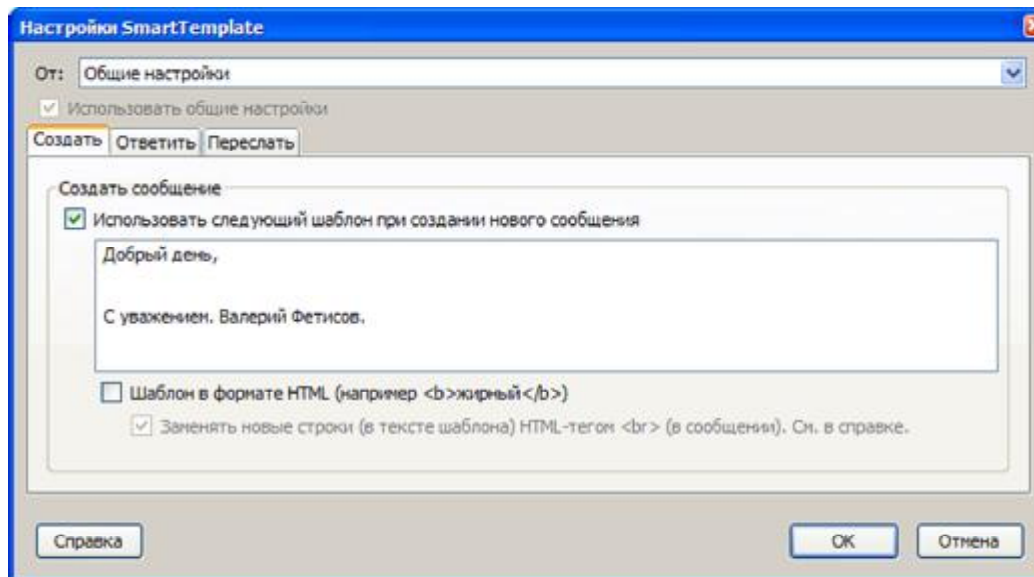 Настройки SmartTemplate
От: Общие настройки
Использовать общие настройки
Создать Ответить Переслать
Создать сообщение
Использовать следующий шаблон при создании нового сообщения
Добрый день,
С уважением. Валерий Фетисов.
Шаблон в формате HTML (например <b>жирный</b>)
Заменять новые строки (в тексте шаблона) HTML-тегом <br> (в сообщении). См. в справке.
Справка OK Отмена